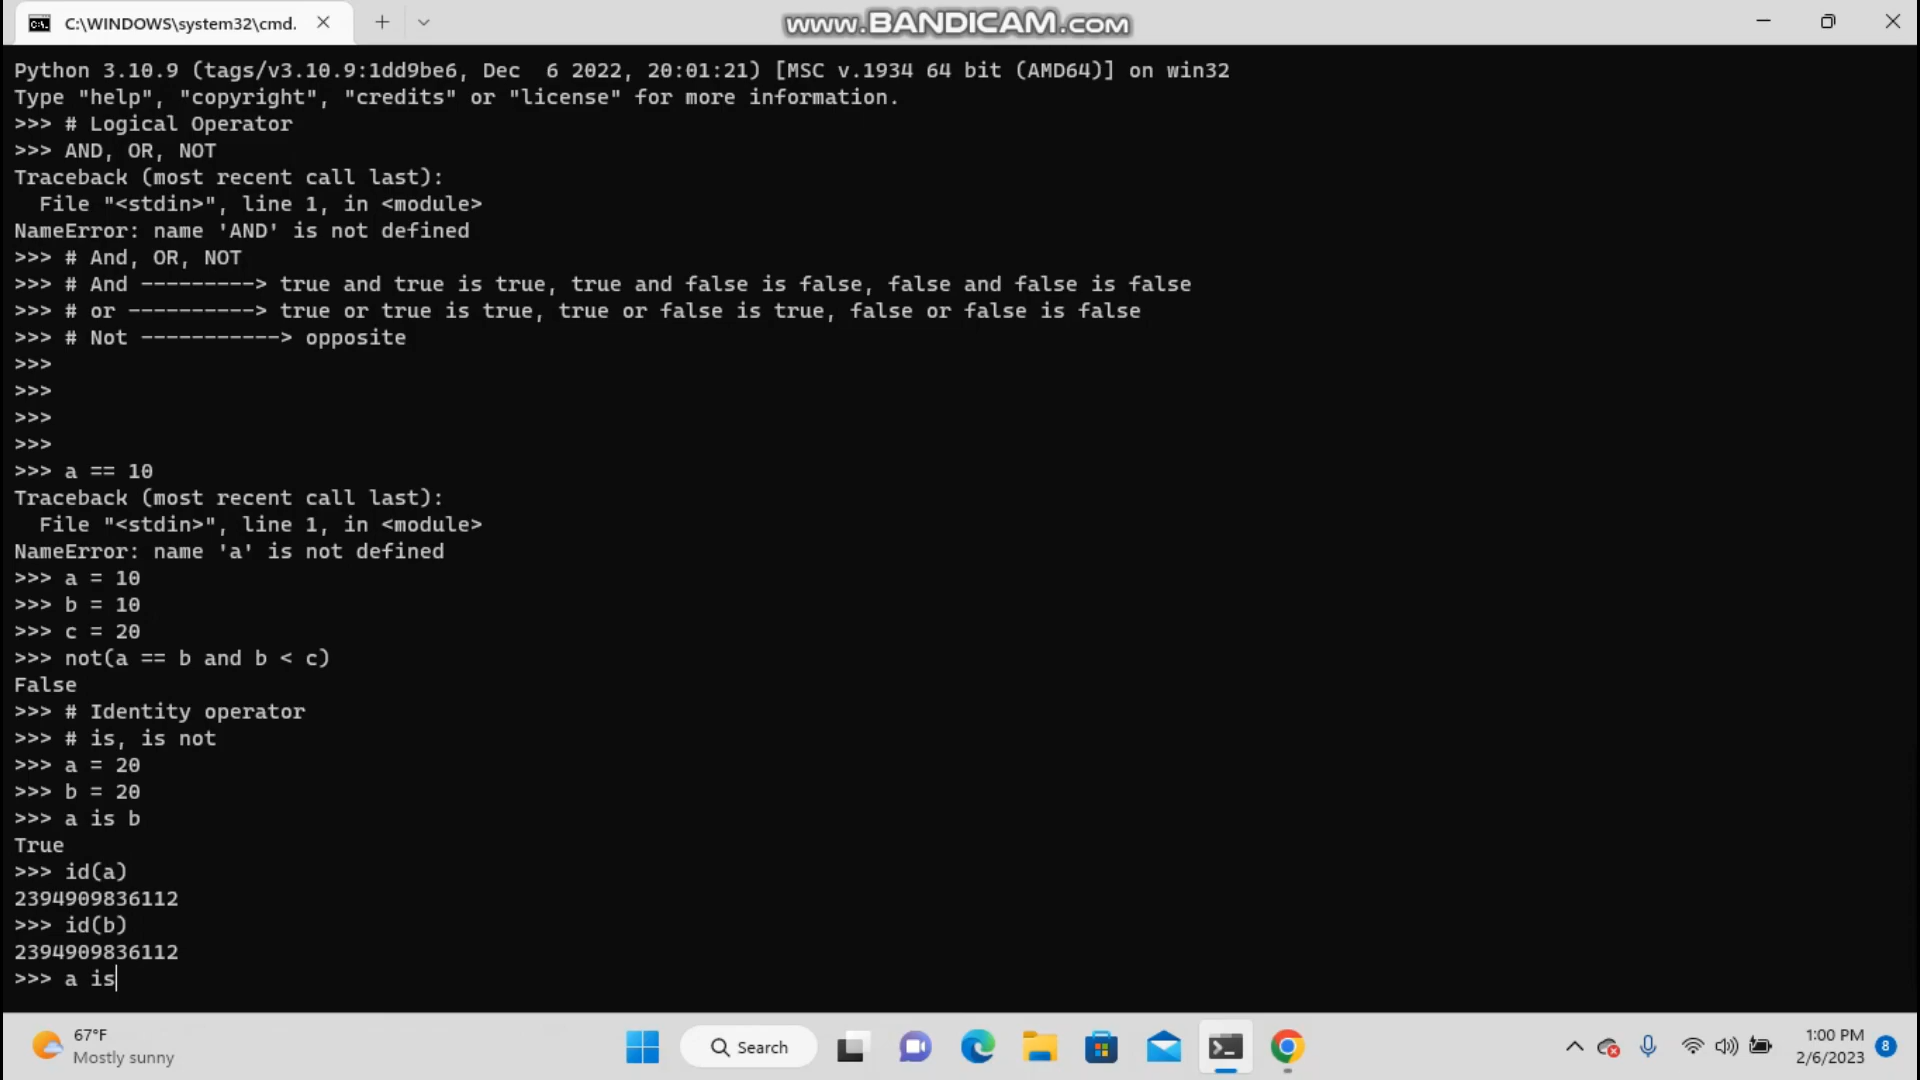 C:\WINDOWS\system32\cmd.
www.BANDICAM.com
Python 3.10.9 (tags/v3.10.9:1dd9be6, Dec  6 2022, 20:01:21) [MSC v.1934 64 bit (AMD64)] on win32
Type "help", "copyright", "credits" or "license" for more information.
>>> # Logical Operator
>>> AND, OR, NOT
Traceback (most recent call last):
  File "<stdin>", line 1, in <module>
NameError: name 'AND' is not defined
>>> # And, OR, NOT
>>> # And ---------> true and true is true, true and false is false, false and false is false
>>> # or ----------> true or true is true, true or false is true, false or false is false
>>> # Not -----------> opposite
>>>
>>>
>>>
>>>
>>> a == 10
Traceback (most recent call last):
  File "<stdin>", line 1, in <module>
NameError: name 'a' is not defined
>>> a = 10
>>> b = 10
>>> c = 20
>>> not(a == b and b < c)
False
>>> # Identity operator
>>> # is, is not
>>> a = 20
>>> b = 20
>>> a is b
True
>>> id(a)
2394909836112
>>> id(b)
2394909836112
>>> a is
67°F
Mostly sunny
Search
1:00 PM
2/6/2023
8